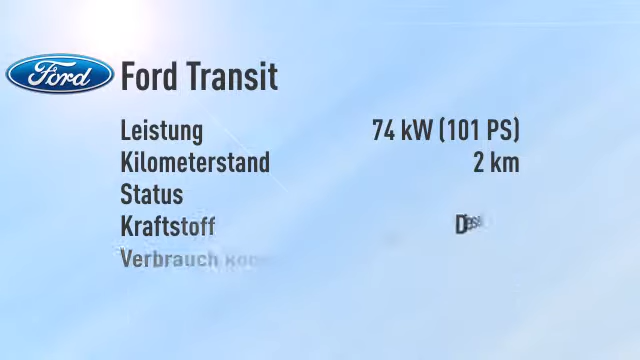 Ford Ford Transit
Leistung 74 kW (101 PS)
Kilometerstand 2 km
Status
Kraftstoff
Verbrauch